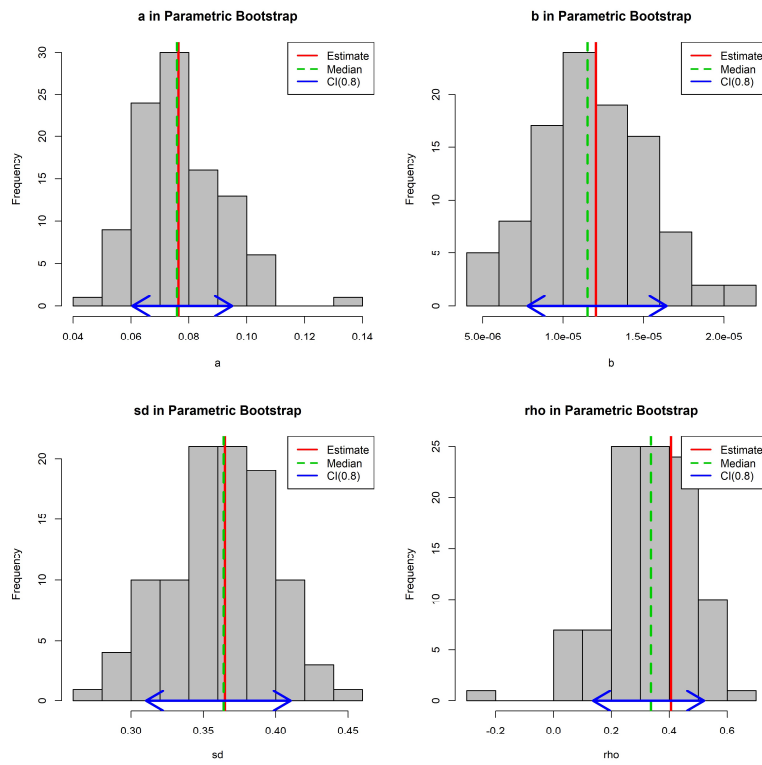 a in Parametric Bootstrap
Estimate
Median
CI(0.8)
Frequency
0
5
10
15
20
25
30
0.04
0.06
0.08
0.10
0.12
0.14
a
b in Parametric Bootstrap
Estimate
Median
CI(0.8)
Frequency
0
5
10
15
20
5.0e-06
1.0e-05
1.5e-05
2.0e-05
b
sd in Parametric Bootstrap
Estimate
Median
CI(0.8)
Frequency
0
5
10
15
20
0.30
0.35
0.40
0.45
sd
rho in Parametric Bootstrap
Estimate
Median
CI(0.8)
Frequency
0
5
10
15
20
25
-0.2
0.0
0.2
0.4
0.6
rho